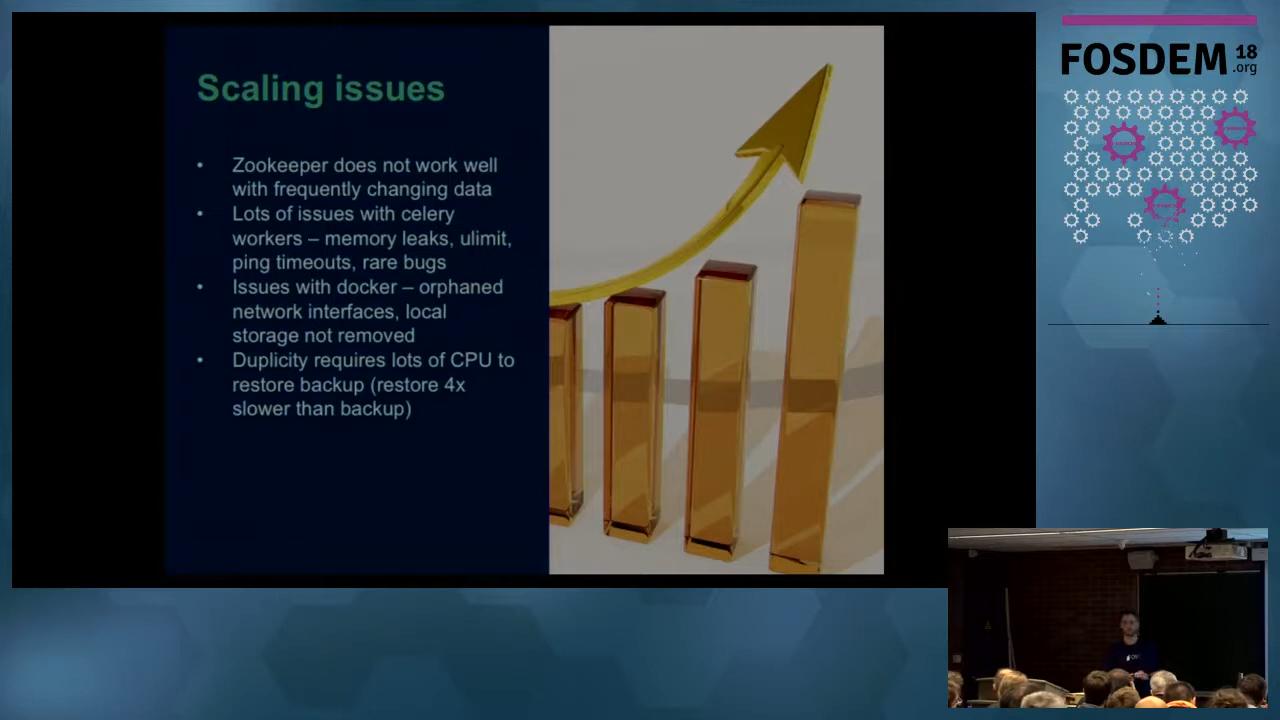 Scaling issues
• Zookeeper does not work well
with frequently changing data
• Lots of issues with celery
workers – memory leaks, ulimit,
ping timeouts, rare bugs
• Issues with docker – orphaned
network interfaces, local
storage not removed
• Duplicity requires lots of CPU to
restore backup (restore 4x
slower than backup)
FOSDEM 18
.org